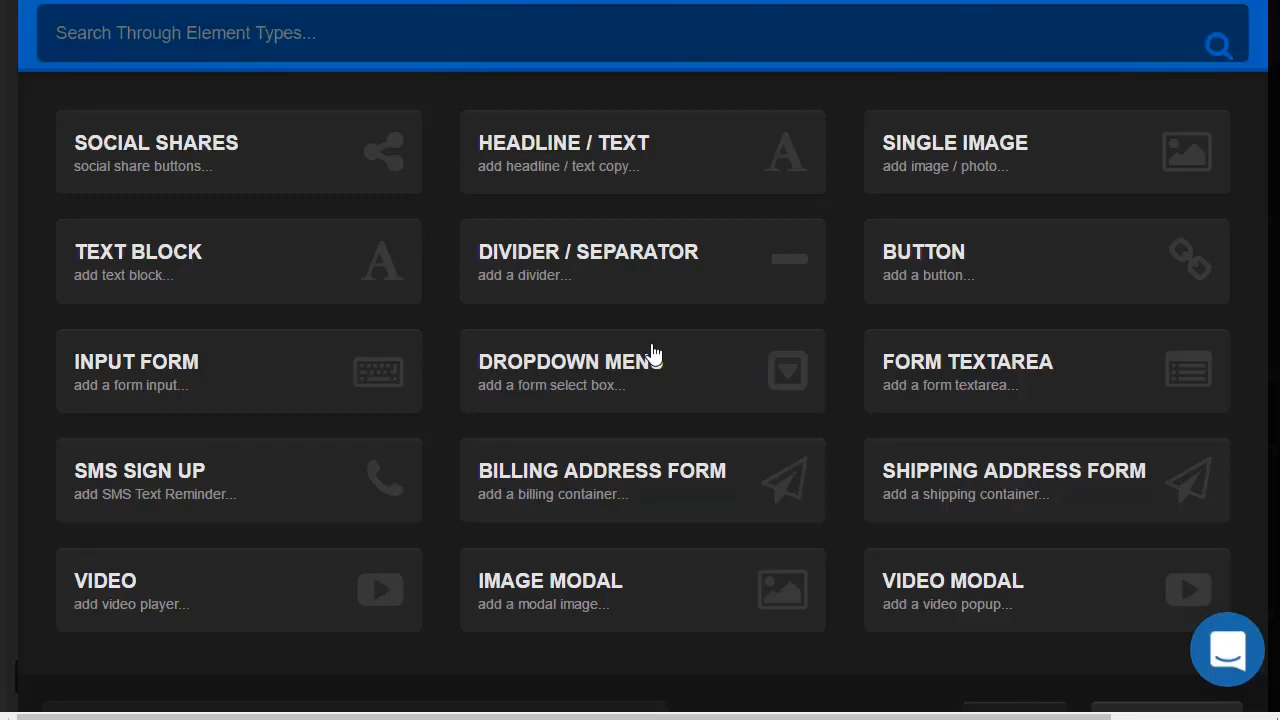 Search Through Element Types...
SOCIAL SHARES
social share buttons...
HEADLINE / TEXT
add headline / text copy...
SINGLE IMAGE
add image / photo...
TEXT BLOCK
add text block...
DIVIDER / SEPARATOR
add a divider...
BUTTON
add a button...
INPUT FORM
add a form input...
DROPDOWN MENU
add a form select box...
FORM TEXTAREA
add a form textarea...
SMS SIGN UP
add SMS Text Reminder...
BILLING ADDRESS FORM
add a billing container...
SHIPPING ADDRESS FORM
add a shipping container...
VIDEO
add video player...
IMAGE MODAL
add a modal image...
VIDEO MODAL
add a video popup...